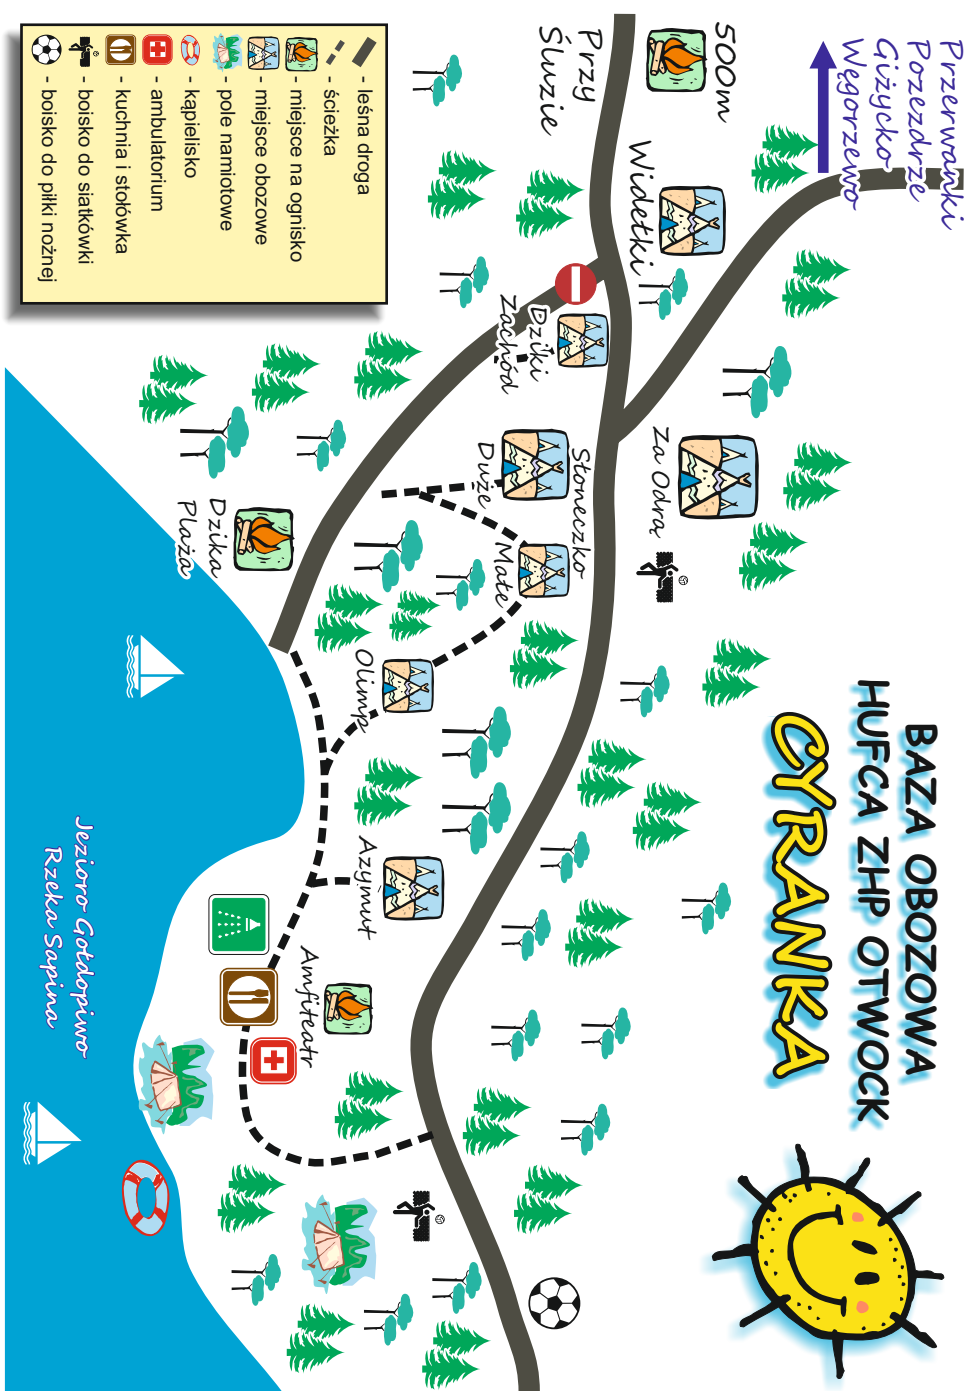 Przerwanki
Pozezdrze
Giżycko
Węgorzewo
BAZA OBOZOWA
HUFCA ZHP OTWOCK
CYRANKA
500m
Przy
Śluzie
Widetki
Za Odrą
Dziki
Zachód
Słoneczko
Duże
Małe
Olimp
Azymut
Amfiteatr
Dzika
Plaża
Jezioro Gołdopiwo
Rzeka Sapina
- leśna droga
- ścieżka
- miejsce na ognisko
- miejsce obozowe
- pole namiotowe
- kąpielisko
- ambulatorium
- kuchnia i stołówka
- boisko do siatkówki
- boisko do piłki nożnej